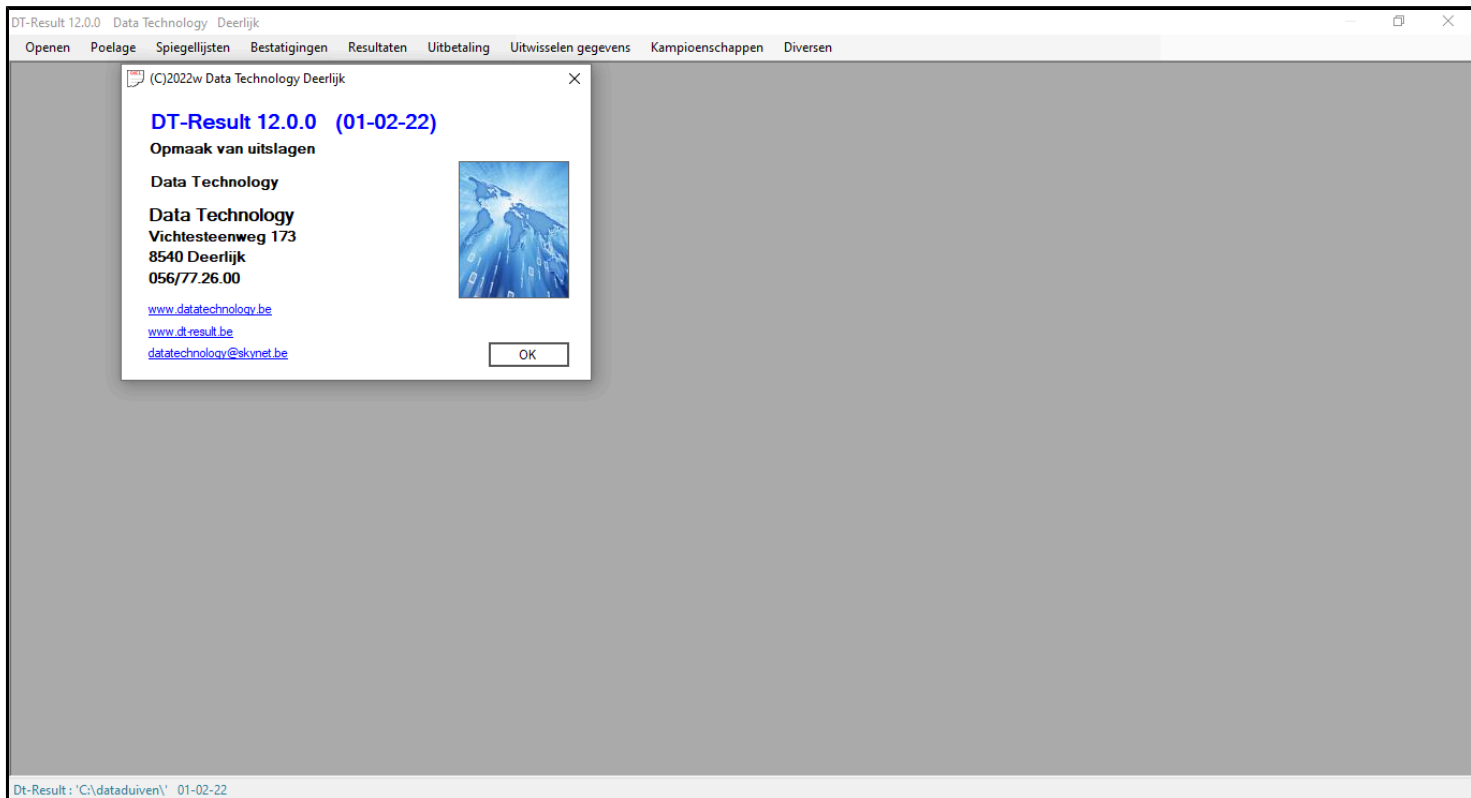 DT-Result 12.0.0 Data Technology Deerlijk
Openen Poelage Spiegellijsten Bestatigingen Resultaten Uitbetaling Uitwisselen gegevens Kampioenschappen Diversen
(C)2022w Data Technology Deerlijk
DT-Result 12.0.0 (01-02-22)
Opmaak van uitslagen
Data Technology
Data Technology
Vichtesteenweg 173
8540 Deerlijk
056/77.26.00
www.datatechnology.be
www.dt-result.be
datatechnology@skynet.be
OK
Dt-Result : 'C:\dataduiven\' 01-02-22